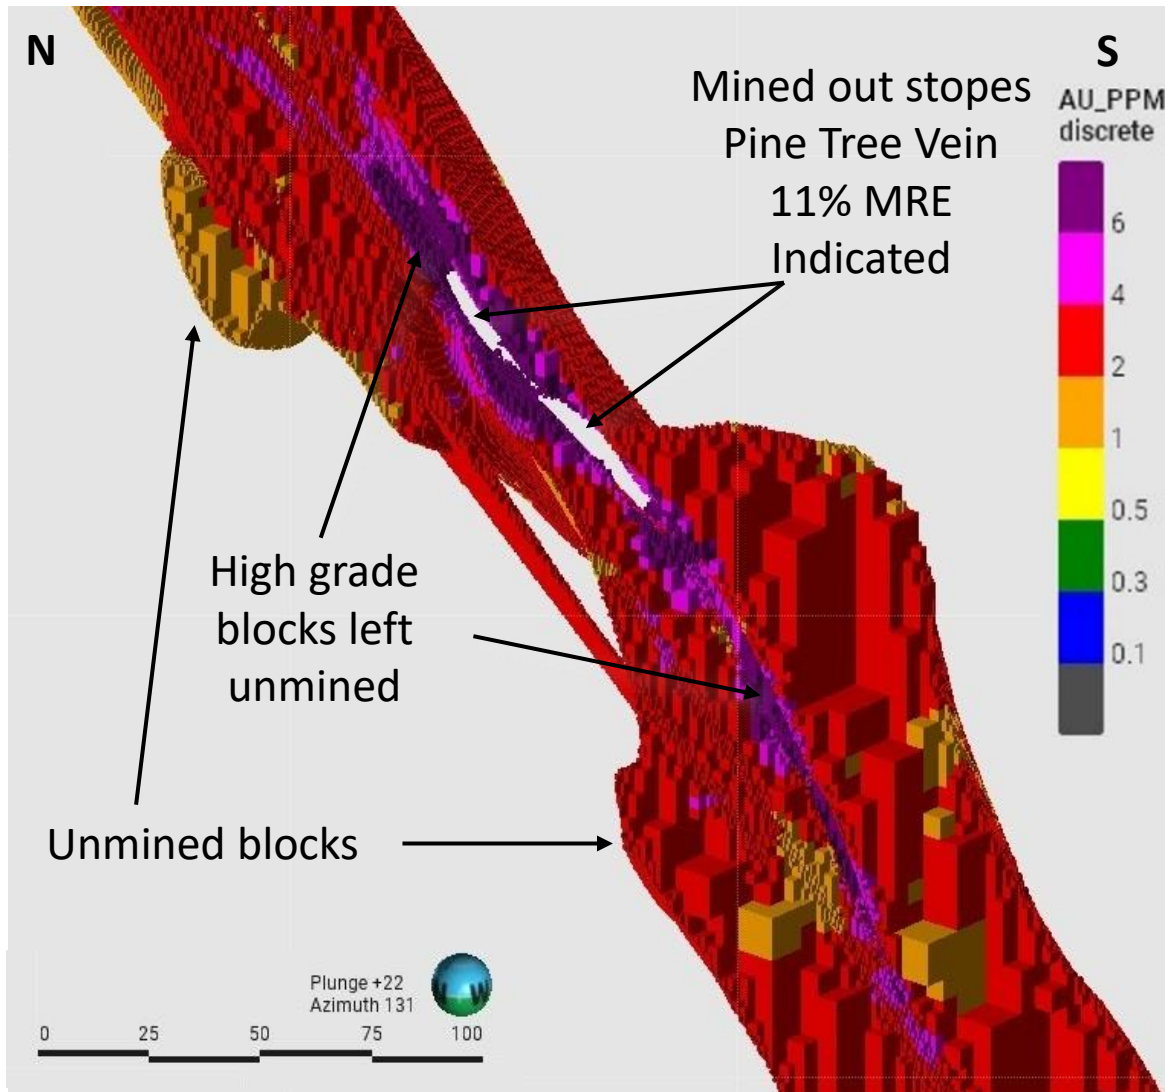 N
S
Mined out stopes
Pine Tree Vein
11% MRE
Indicated
AU_PPM
discrete
6
4
2
1
0.5
0.3
0.1
High grade
blocks left
unmined
Unmined blocks
Plunge +22
Azimuth 131
0 25 50 75 100